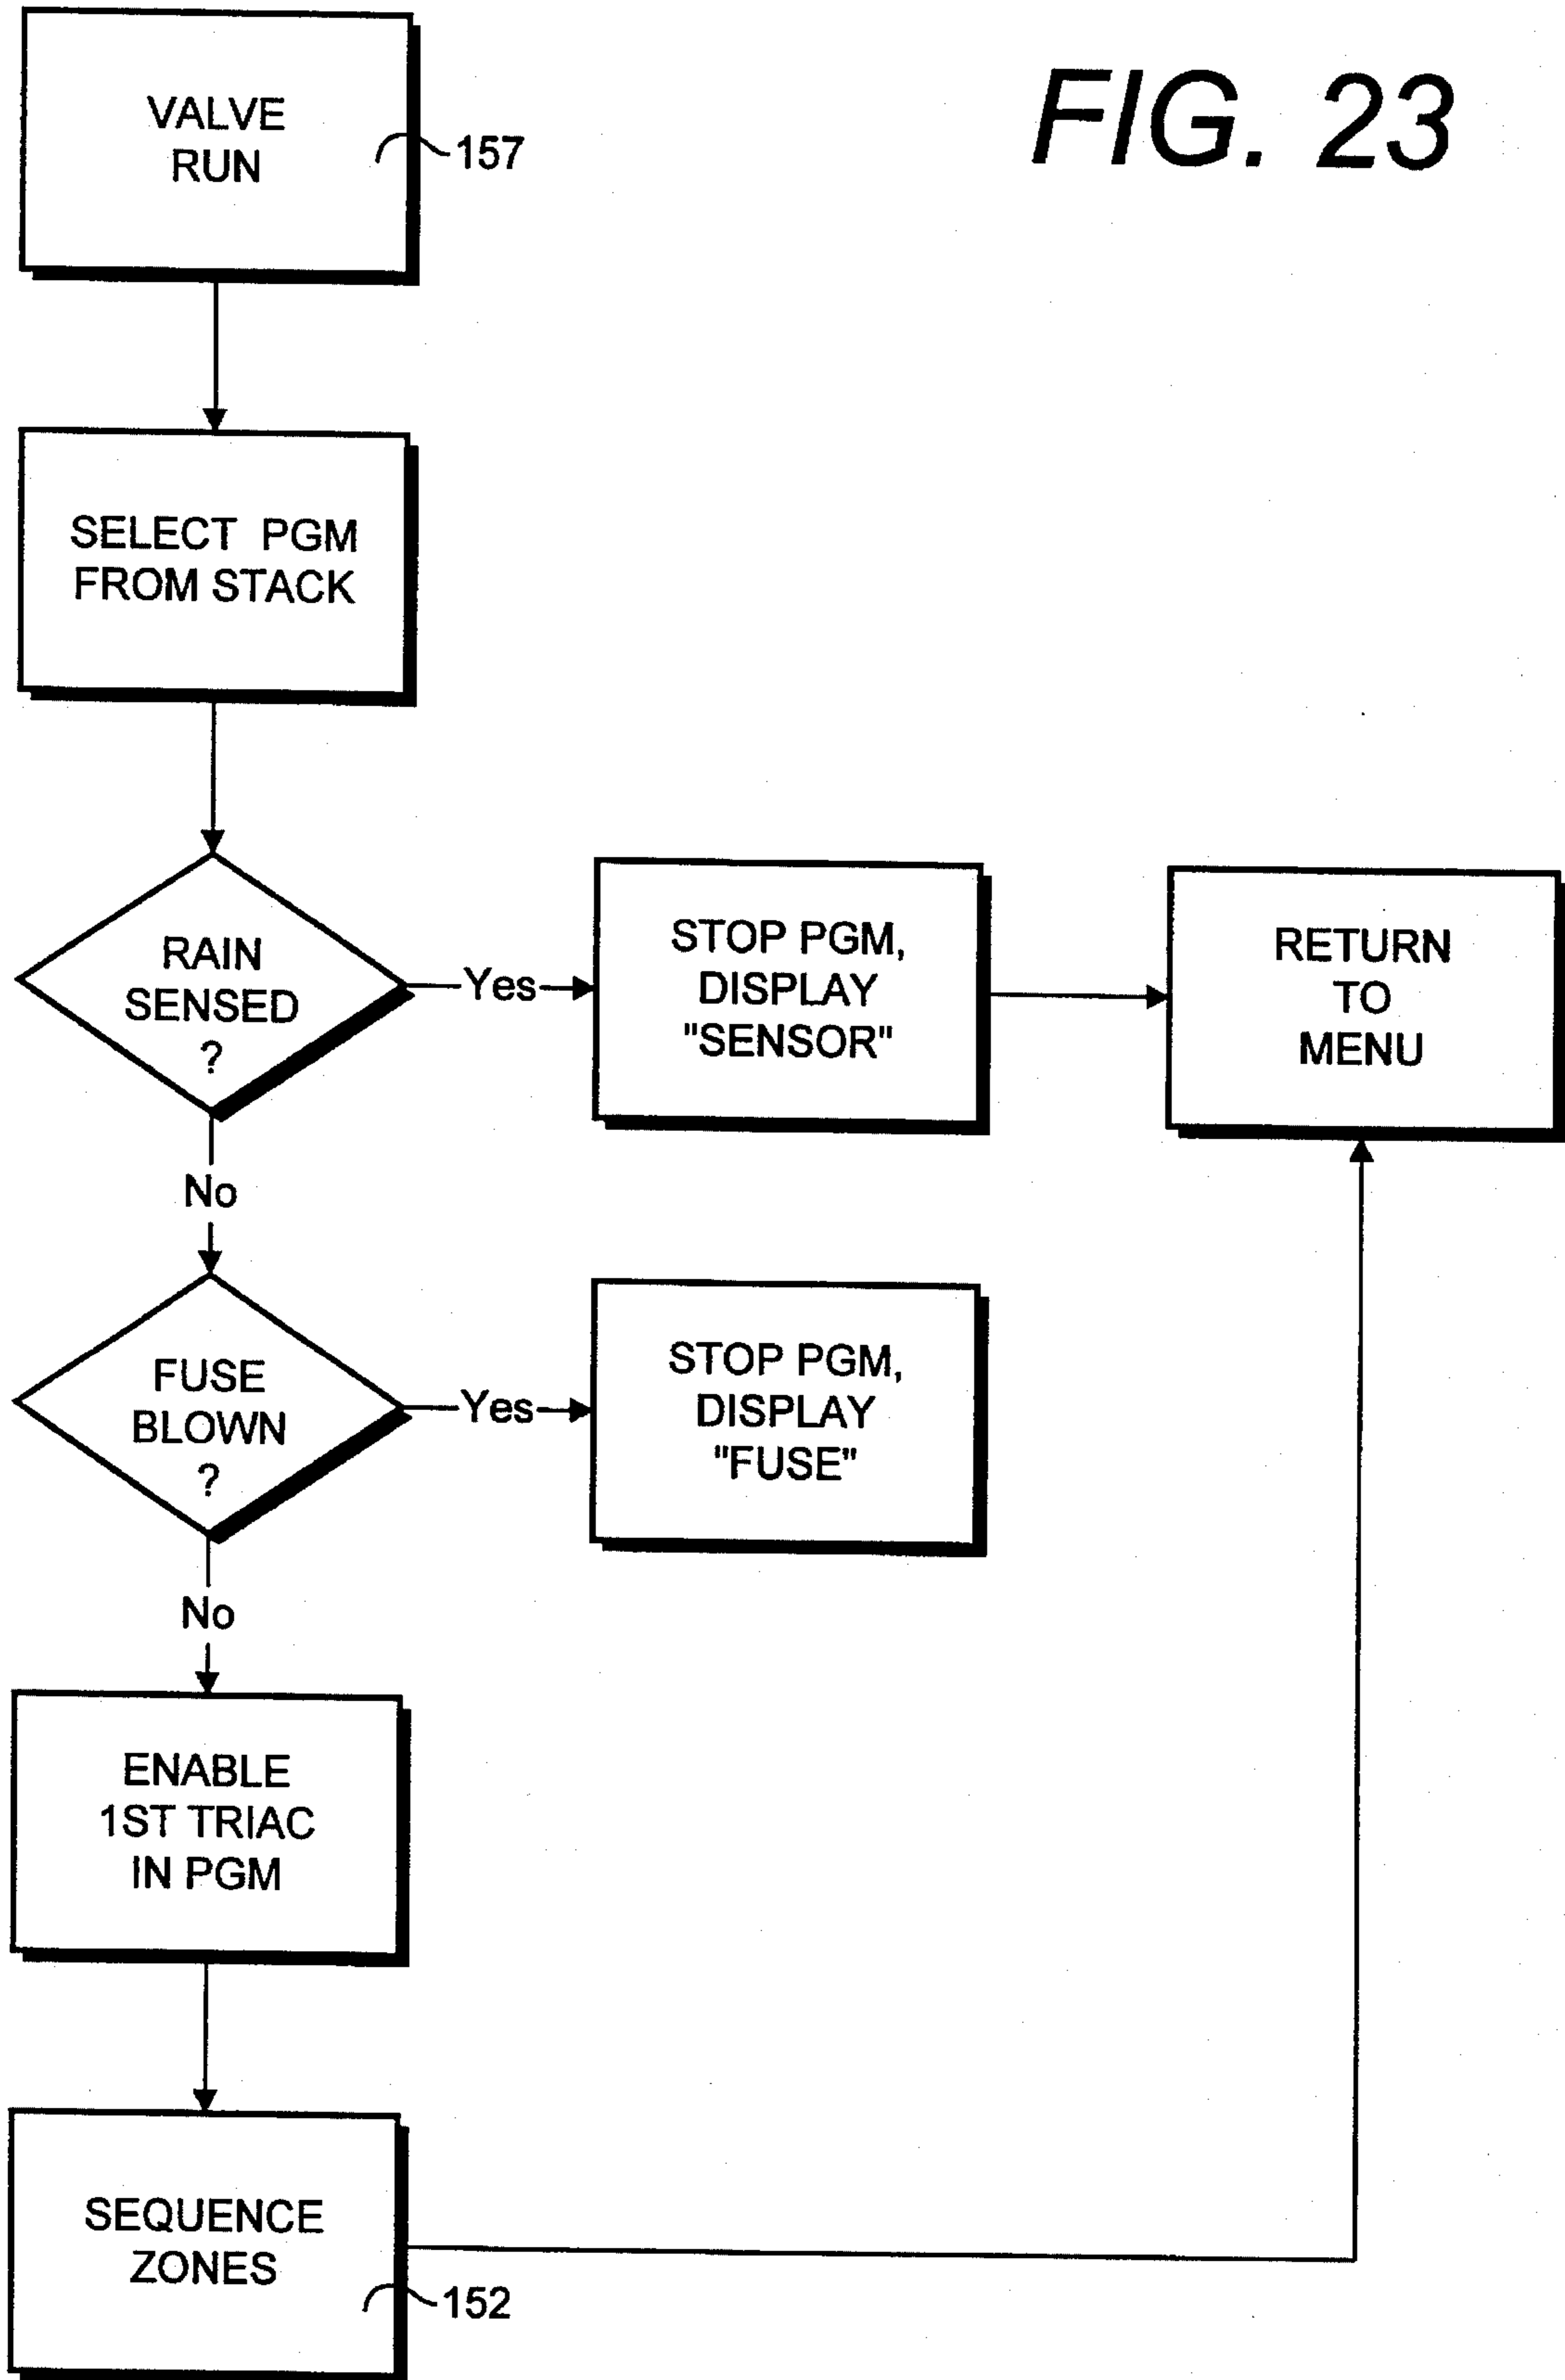 FIG. 23
VALVE
RUN
157
SELECT PGM
FROM STACK
RAIN
SENSED
?
Yes
STOP PGM,
DISPLAY
"SENSOR"
RETURN
TO
MENU
No
FUSE
BLOWN
?
Yes
STOP PGM,
DISPLAY
"FUSE"
No
ENABLE
1ST TRIAC
IN PGM
SEQUENCE
ZONES
152